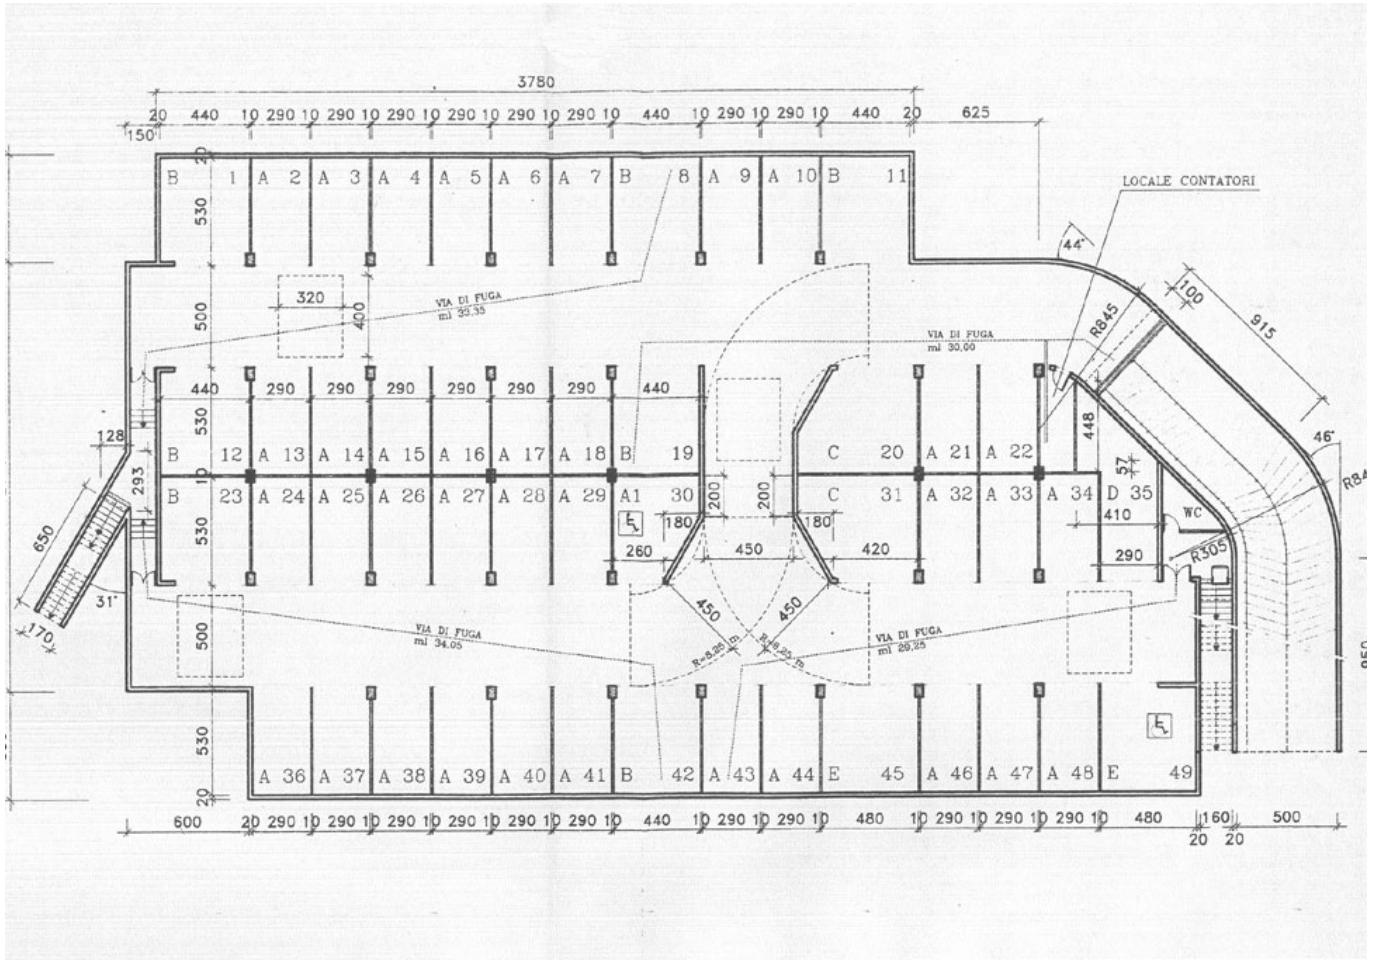 3780
20 440 10 290 10 290 10 290 10 290 10 290 10 290 10 440 10 290 10 290 10 440 20 625
150
20
B 1 A 2 A 3 A 4 A 5 A 6 A 7 B 8 A 9 A 10 B 11
LOCALE CONTATORI
530
44°
100
915
R845
320
400
500
VIA DI FUGA
ml 33,35
VIA DI FUGA
ml 30,00
440 290 290 290 290 290 440
530
128
448
46°
B 12 A 13 A 14 A 15 A 16 A 17 A 18 B 19 C 20 A 21 A 22
57
10
293
B 23 A 24 A 25 A 26 A 27 A 28 A 29 A1 30 C 31 A 32 A 33 A 34 D 35
200 200
WC
180 180
410
650
530
260 450 420 290
R305
31°
170
450 450
500
VIA DI FUGA
ml 34,05
R=8,25 m
R=8,25 m
VIA DI FUGA
ml 29,25
950
530
A 36 A 37 A 38 A 39 A 40 A 41 B 42 A 43 A 44 E 45 A 46 A 47 A 48 E 49
20
600 20 290 10 290 10 290 10 290 10 290 10 290 10 440 10 290 10 290 10 480 10 290 10 290 10 290 10 480 160 500
20 20